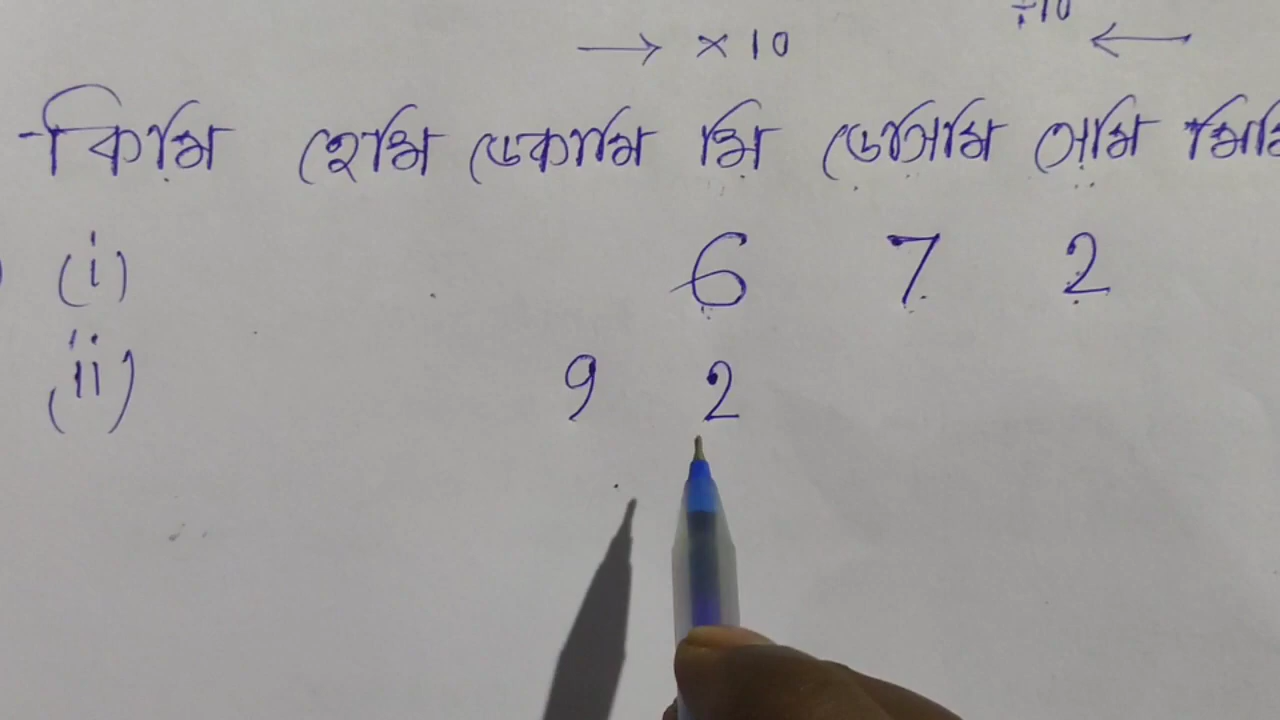 → × 10 ÷10 ←
কিমি হেমি ডেকামি মি ডেসিমি সেমি মিমি
(i) 6 7 2
(ii) 9 2